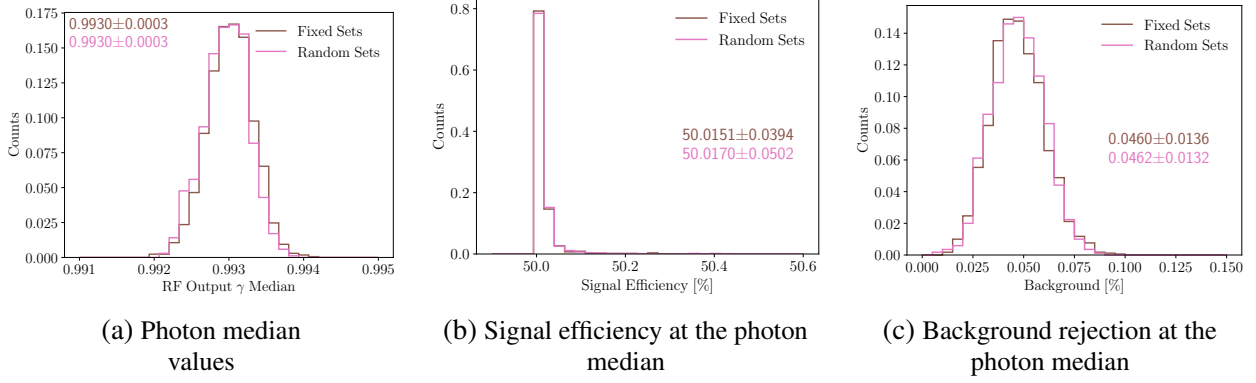 0.9930±0.0003
0.9930±0.0003
Fixed Sets
Random Sets
0.175
0.150
0.125
0.100
0.075
0.050
0.025
0.000
Counts
0.991
0.992
0.993
0.994
0.995
RF Output γ Median
(a) Photon median
values
Fixed Sets
Random Sets
50.0151±0.0394
50.0170±0.0502
0.8
0.6
0.4
0.2
0.0
Counts
50.0
50.2
50.4
50.6
Signal Efficiency [%]
(b) Signal efficiency at the photon
median
Fixed Sets
Random Sets
0.0460±0.0136
0.0462±0.0132
0.14
0.12
0.10
0.08
0.06
0.04
0.02
0.00
Counts
0.000
0.025
0.050
0.075
0.100
0.125
0.150
Background [%]
(c) Background rejection at the
photon median